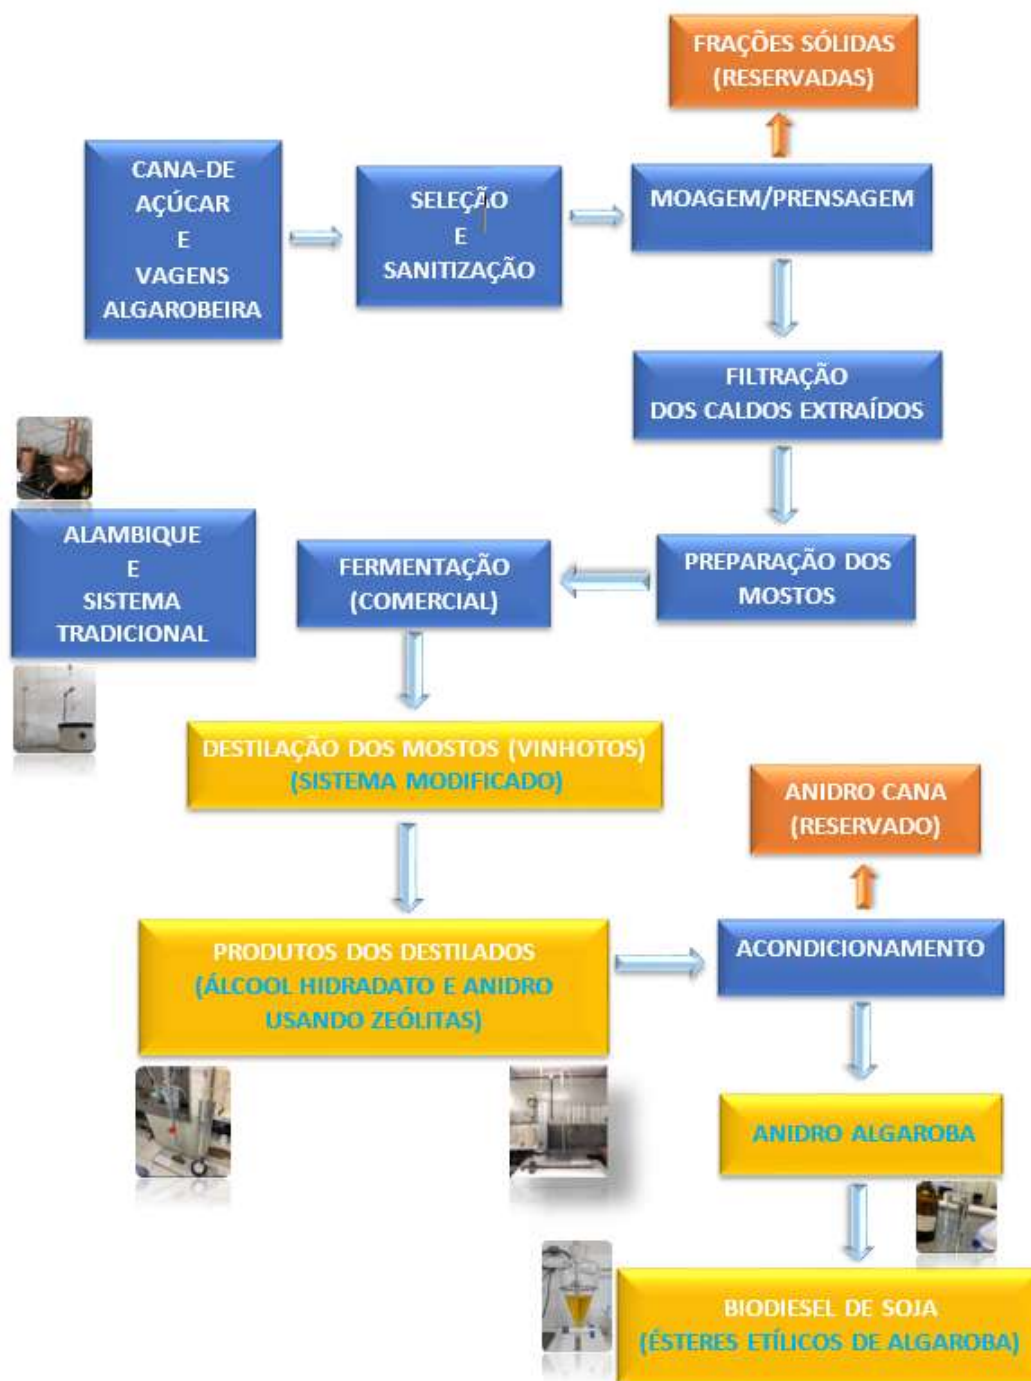 FRAÇÕES SÓLIDAS
(RESERVADAS)
CANA-DE
AÇÚCAR
E
VAGENS
ALGAROBEIRA
SELEÇÃO
E
SANITIZAÇÃO
MOAGEM/PRENSAGEM
FILTRAÇÃO
DOS CALDOS EXTRAÍDOS
ALAMBIQUE
E
SISTEMA
TRADICIONAL
FERMENTAÇÃO
(COMERCIAL)
PREPARAÇÃO DOS
MOSTOS
DESTILAÇÃO DOS MOSTOS (VINHOTOS)
(SISTEMA MODIFICADO)
ANIDRO CANA
(RESERVADO)
PRODUTOS DOS DESTILADOS
(ÁLCOOL HIDRADATO E ANIDRO
USANDO ZEÓLITAS)
ACONDICIONAMENTO
ANIDRO ALGAROBA
BIODIESEL DE SOJA
(ÉSTERES ETÍLICOS DE ALGAROBA)